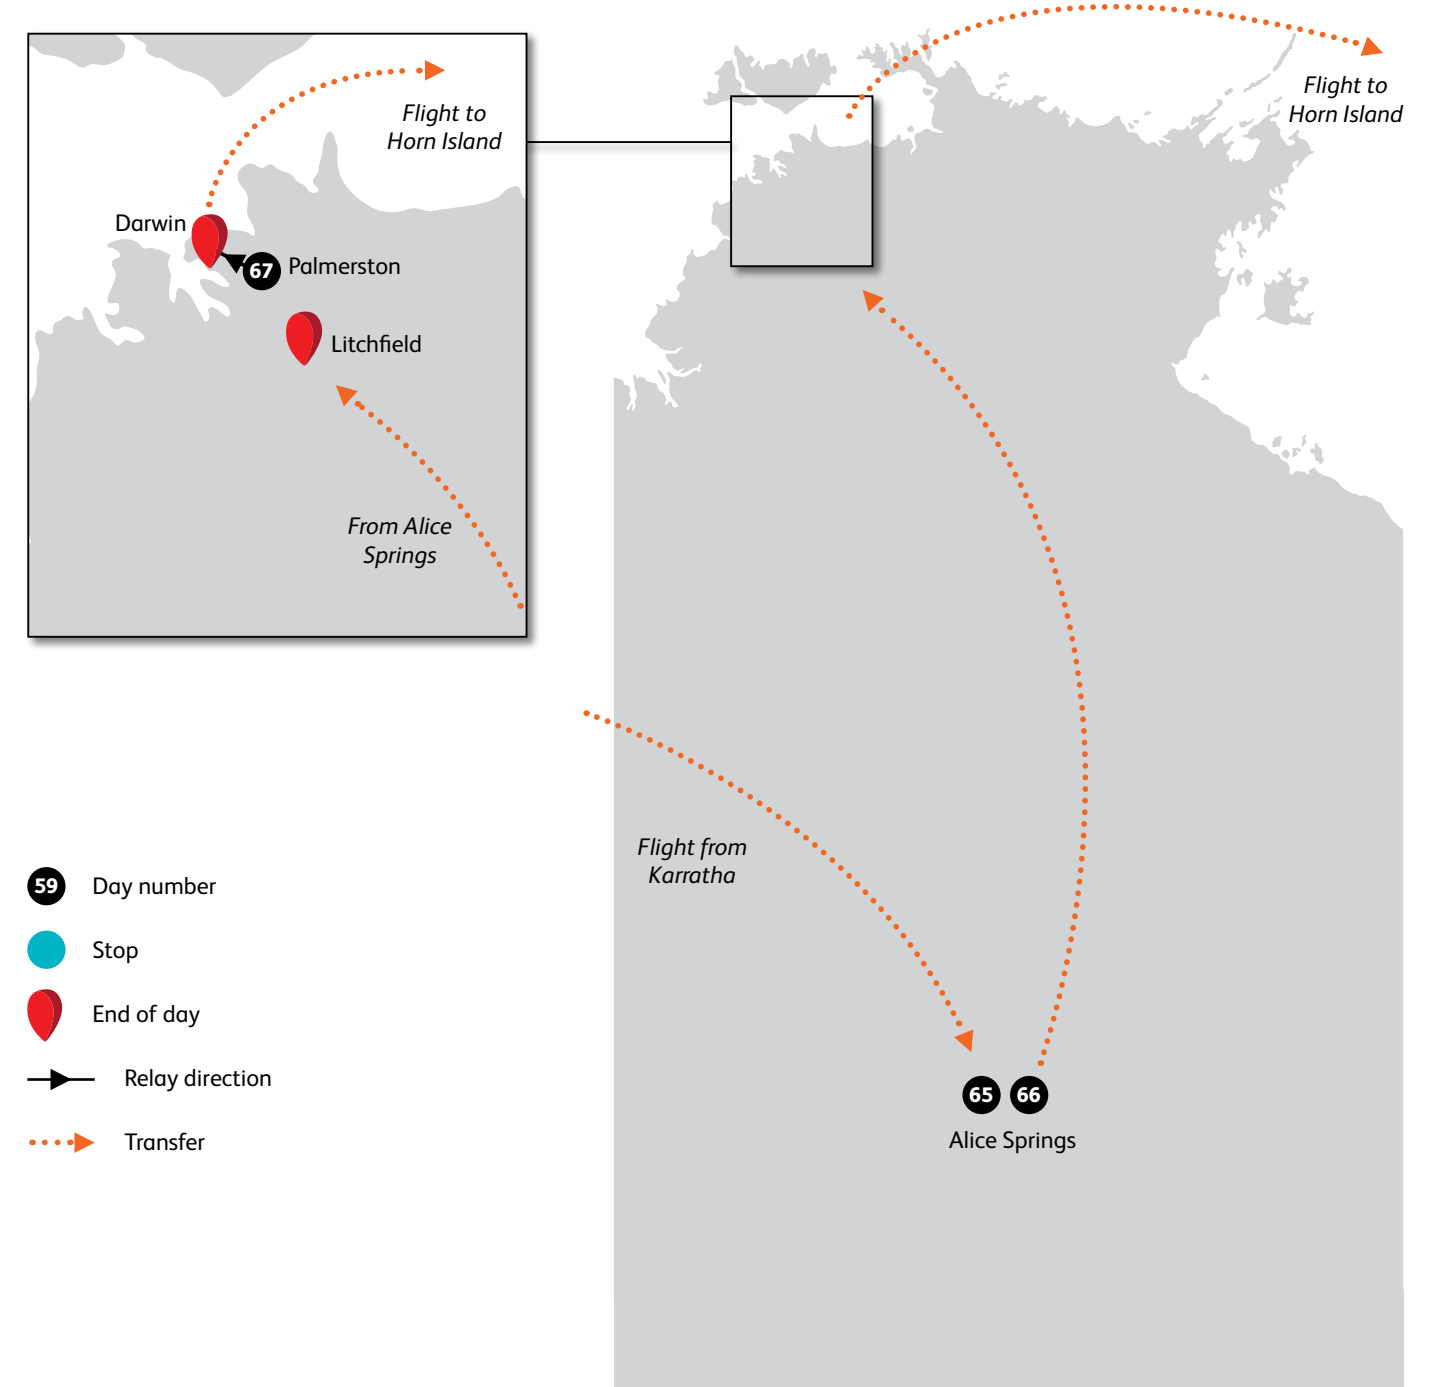 Flight to
Horn Island
Darwin
67
Palmerston
Litchfield
From Alice
Springs
Flight to
Horn Island
Flight from
Karratha
65
66
Alice Springs
59
Day number
Stop
End of day
Relay direction
Transfer